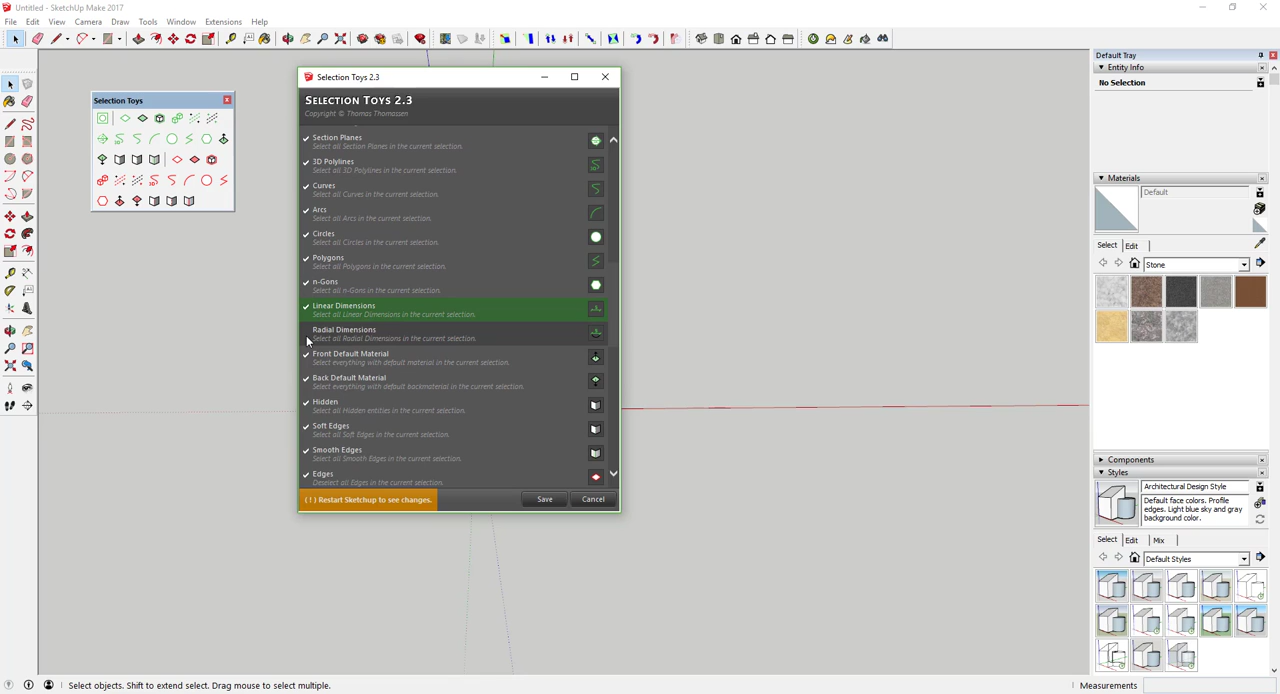 Untitled - SketchUp Make 2017
File Edit View Camera Draw Tools Window Extensions Help
Selection Toys
Selection Toys 2.3
SELECTION TOYS 2.3
Copyright © Thomas Thomassen
Section Planes
Select all Section Planes in the current selection.
3D Polylines
Select all 3D Polylines in the current selection.
Curves
Select all Curves in the current selection.
Arcs
Select all Arcs in the current selection.
Circles
Select all Circles in the current selection.
Polygons
Select all Polygons in the current selection.
n-Gons
Select all n-Gons in the current selection.
Linear Dimensions
Select all Linear Dimensions in the current selection.
Radial Dimensions
Select all Radial Dimensions in the current selection.
Front Default Material
Select everything with default material in the current selection.
Back Default Material
Select everything with default backmaterial in the current selection.
Hidden
Select all Hidden entities in the current selection.
Soft Edges
Select all Soft Edges in the current selection.
Smooth Edges
Select all Smooth Edges in the current selection.
Edges
Deselect all Edges in the current selection.
( ! ) Restart Sketchup to see changes.
Save Cancel
Default Tray
Entity Info
No Selection
Materials
Default
Select Edit
Stone
Components
Styles
Architectural Design Style
Default face colors. Profile
edges. Light blue sky and gray
background color.
Select Edit Mix
Default Styles
Select objects. Shift to extend select. Drag mouse to select multiple.
Measurements